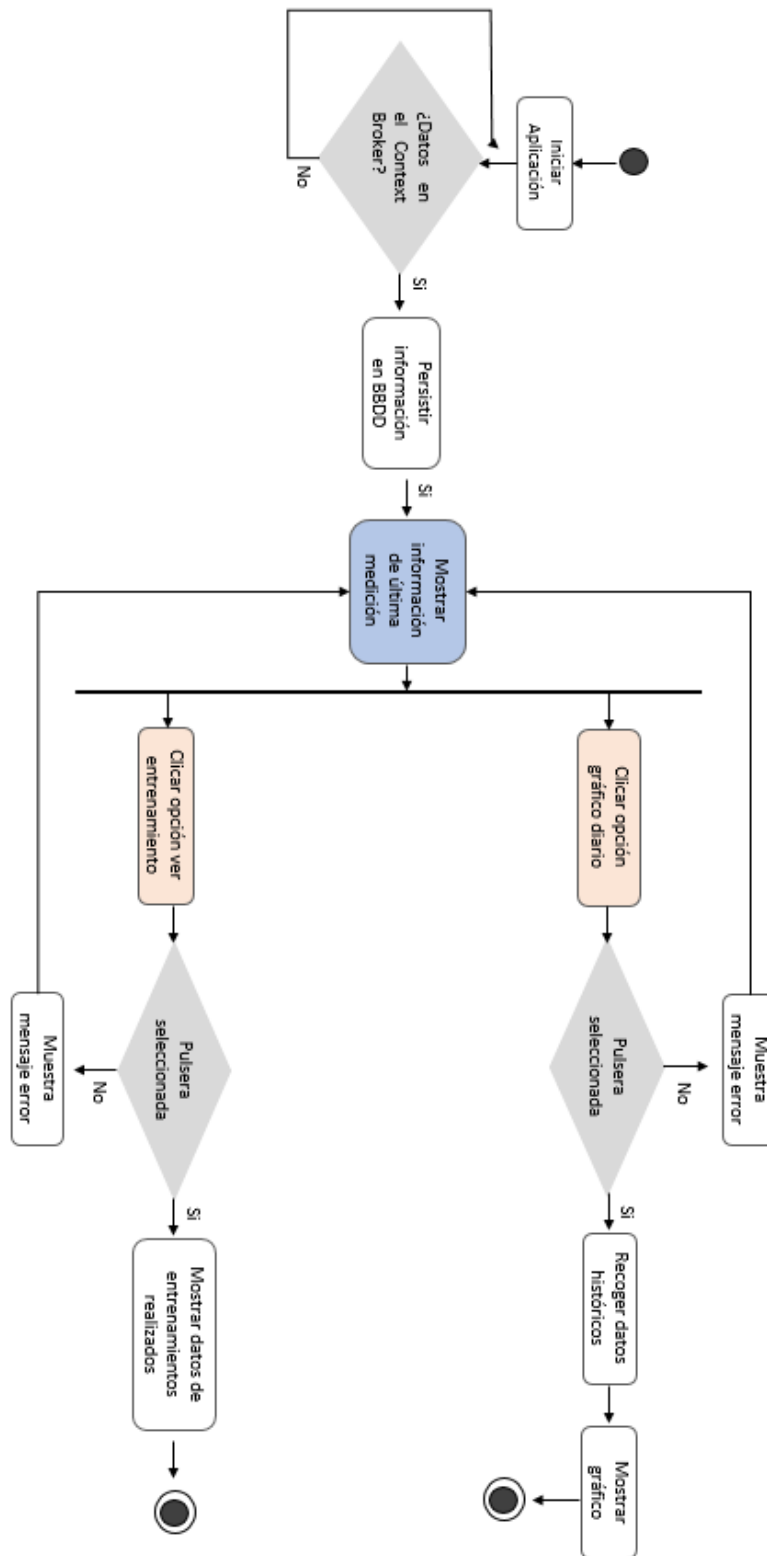 Iniciar
Aplicación
¿Datos en
el Context
Broker?
No
Si
Persistir
información
en BBDD
Si
Mostrar
información
de última
medición
Clicar opción
gráfico diario
Pulsera
seleccionada
No
Muestra
mensaje error
Si
Recoger datos
históricos
Mostrar
gráfico
Clicar opción ver
entrenamiento
Pulsera
seleccionada
No
Muestra
mensaje error
Si
Mostrar datos de
entrenamientos
realizados